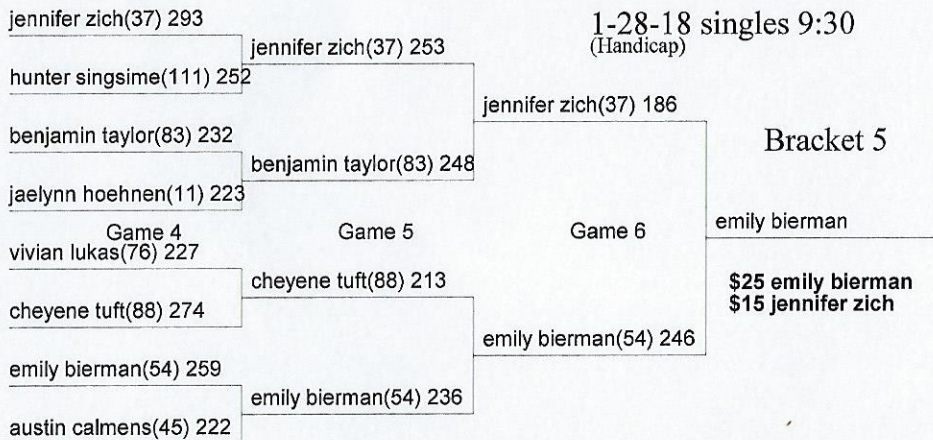 1-28-18 singles 9:30
(Handicap)
Bracket 5
jennifer zich(37) 293
hunter singsime(111) 252
benjamin taylor(83) 232
jaelynn hoehnen(11) 223
Game 4
vivian lukas(76) 227
cheyene tuft(88) 274
emily bierman(54) 259
austin calmens(45) 222
jennifer zich(37) 253
benjamin taylor(83) 248
Game 5
cheyene tuft(88) 213
emily bierman(54) 236
jennifer zich(37) 186
Game 6
emily bierman(54) 246
emily bierman
$25 emily bierman
$15 jennifer zich